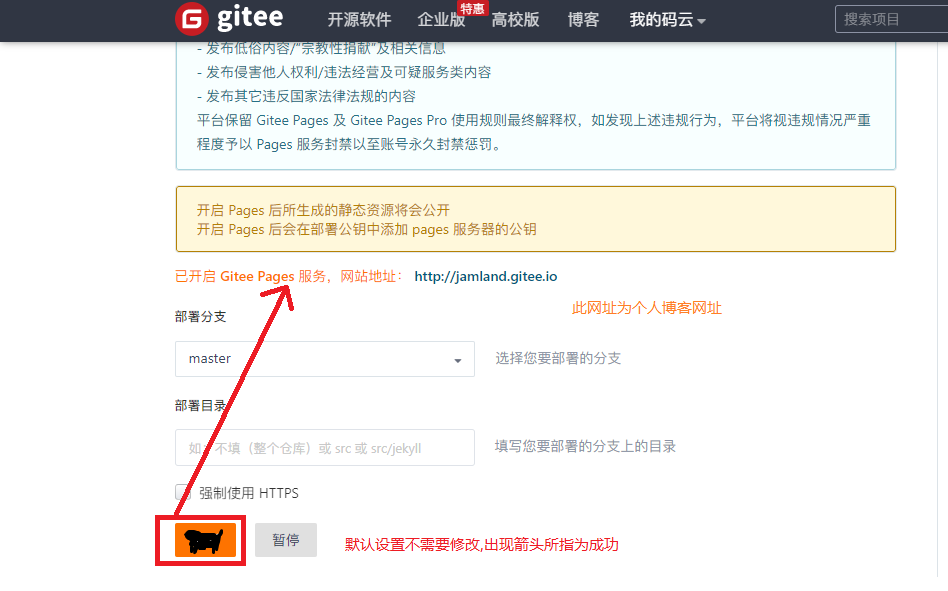 gitee
开源软件
企业版
特惠
高校版
博客
我的码云
搜索项目
- 发布低俗内容/“宗教性捐献”及相关信息
- 发布侵害他人权利/违法经营及可疑服务类内容
- 发布其它违反国家法律法规的内容
平台保留 Gitee Pages 及 Gitee Pages Pro 使用规则最终解释权，如发现上述违规行为，平台将视违规情况严重
程度予以 Pages 服务封禁以至账号永久封禁惩罚。
开启 Pages 后所生成的静态资源将会公开
开启 Pages 后会在部署公钥中添加 pages 服务器的公钥
已开启 Gitee Pages 服务，网站地址： http://jamland.gitee.io
此网址为个人博客网址
部署分支
master
选择您要部署的分支
部署目录
不填（整个仓库）或 src 或 src/jekyll
填写您要部署的分支上的目录
强制使用 HTTPS
暂停
默认设置不需要修改,出现箭头所指为成功